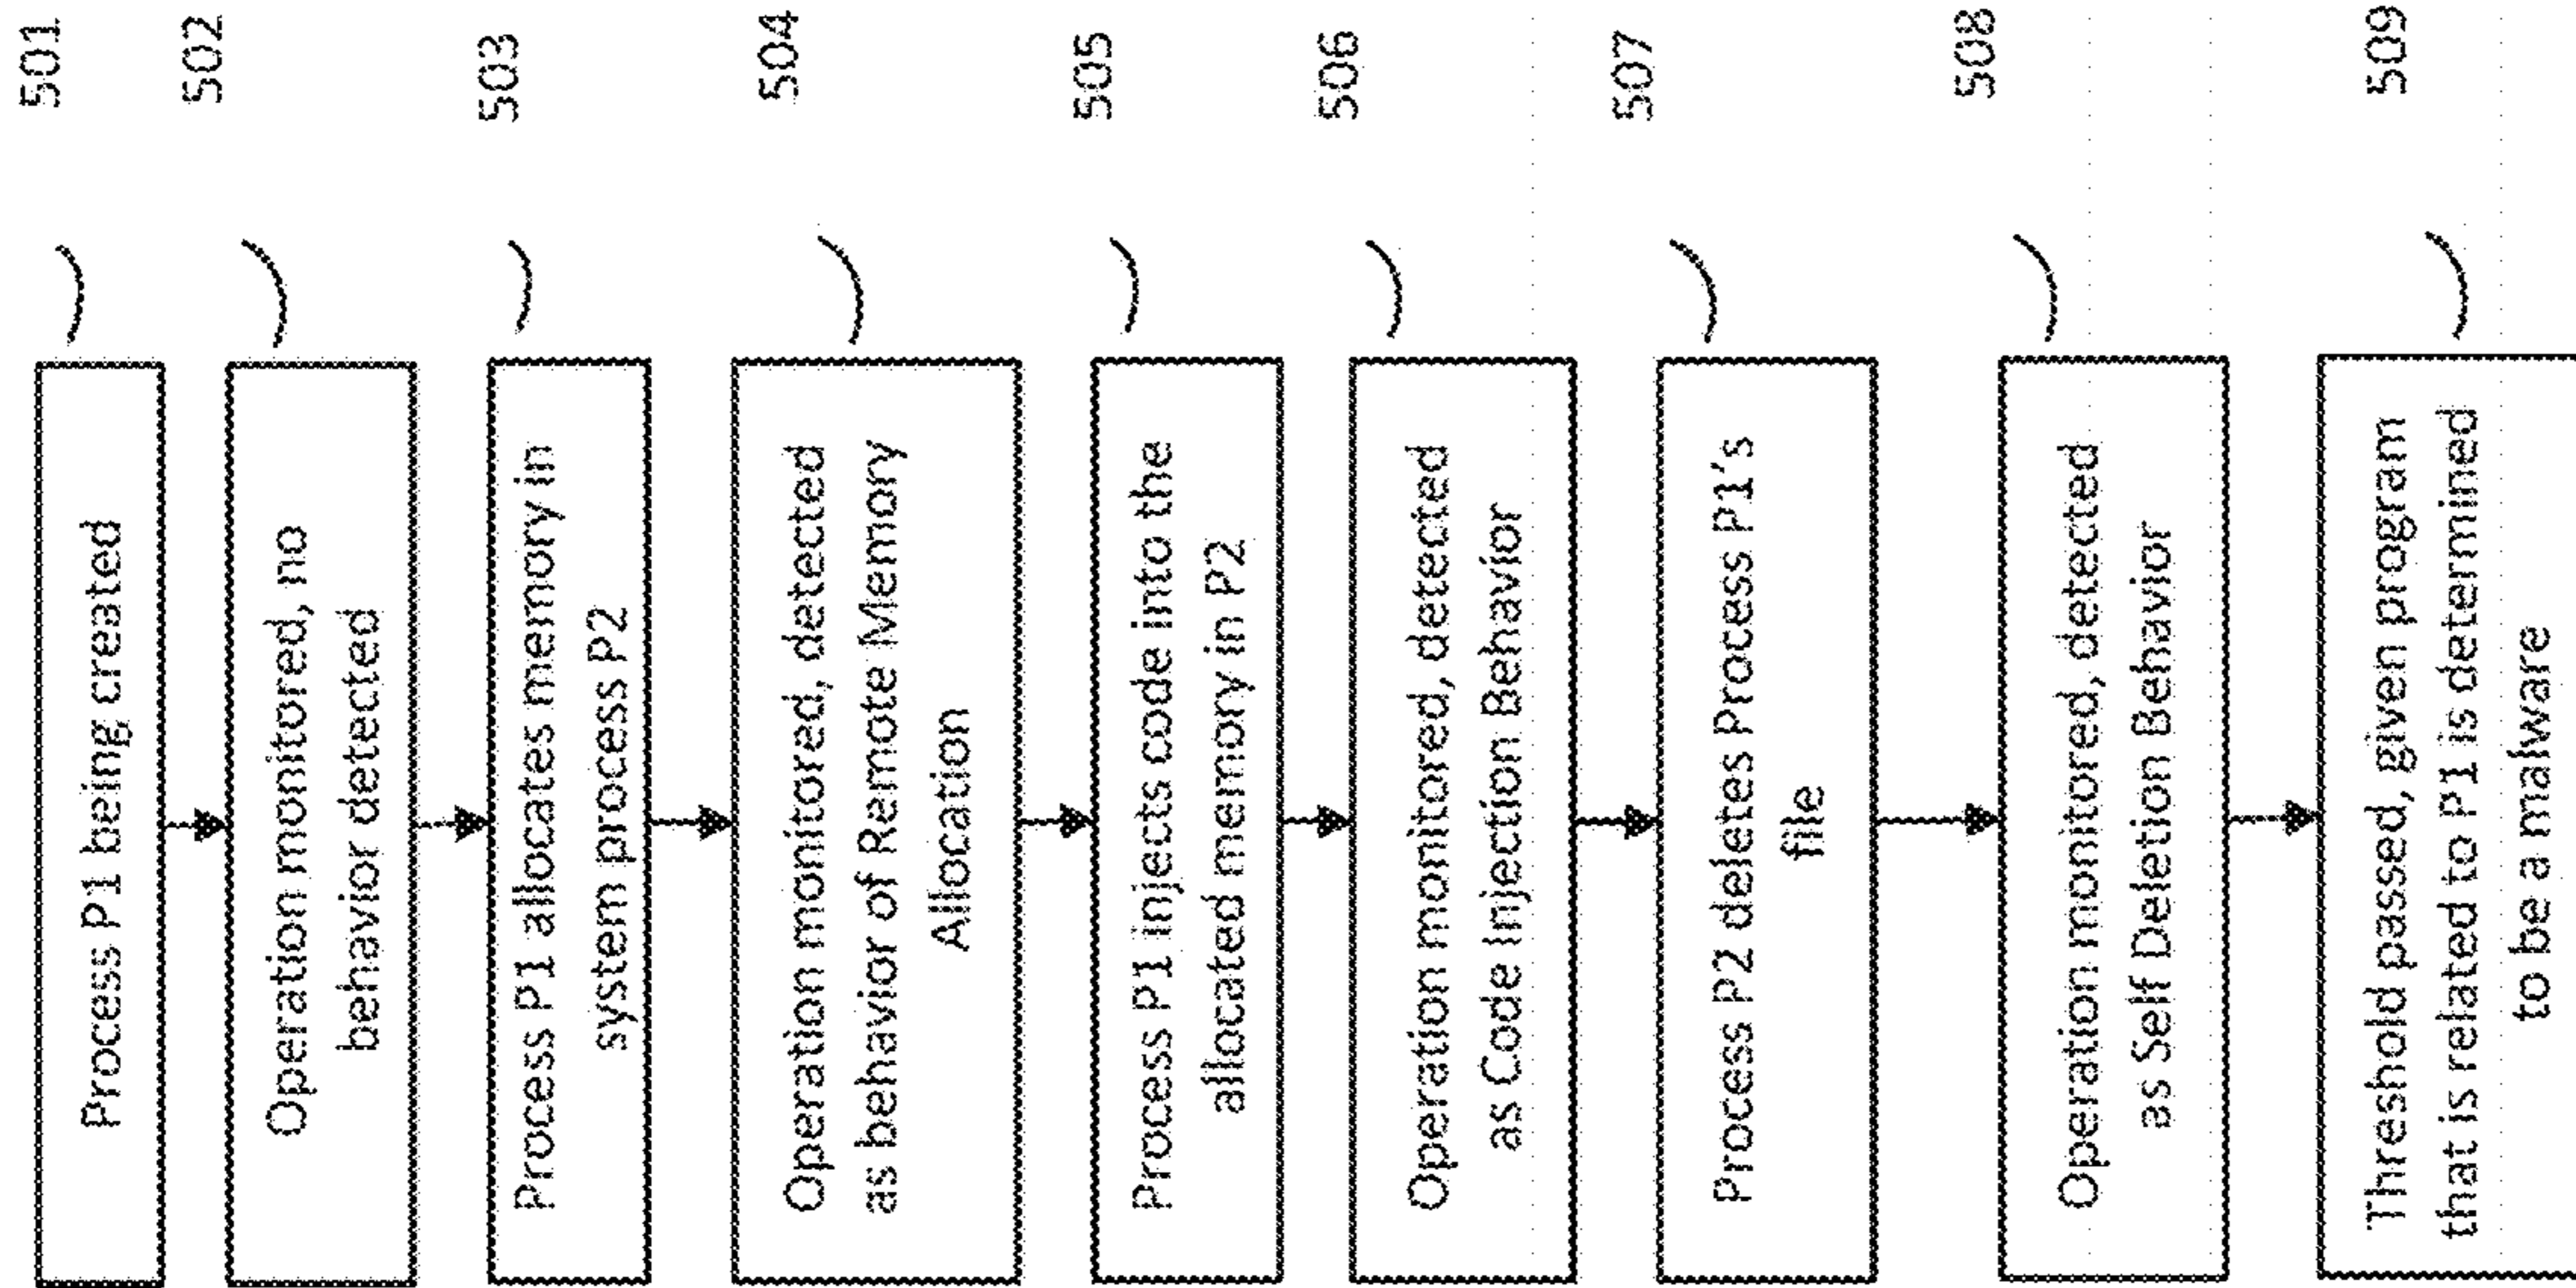 501
Process P1 being created
502
Operation monitored, no
behavior detected
503
Process P1 allocates memory in
system process P2
504
Operation monitored, detected
as behavior of Remote Memory
Allocation
505
Process P1 injects code into the
allocated memory in P2
506
Operation monitored, detected
as Code Injection Behavior
507
Process P2 deletes Process P1's
file
508
Operation monitored, detected
as Self Deletion Behavior
509
Threshold passed, given program
that is related to P1 is determined
to be a malware